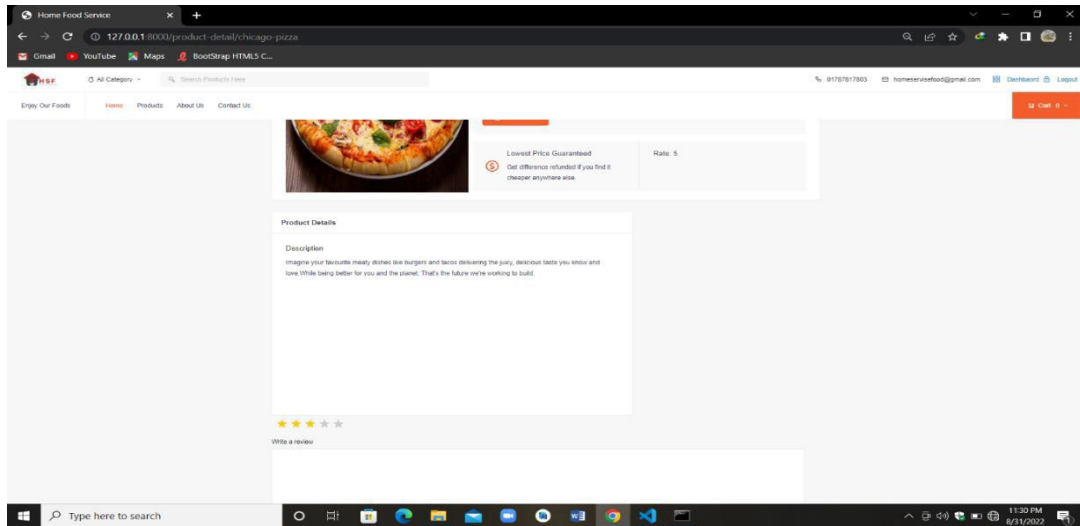 Home Food Service
127.0.0.1:8000/product-detail/chicago-pizza
Gmail YouTube Maps BootStrap HTML5 C...
HSF All Category Search Products Here 01787817803 homeservisefood@gmail.com Dashboard Logout
Enjoy Our Foods Home Products About Us Contact Us Cart 0
Lowest Price Guaranteed Rate: 5
Get difference refunded if you find it
cheaper anywhere else.
Product Details
Description
Imagine your favourite meaty dishes like burgers and tacos delivering the juicy, delicious taste you know and
love.While being better for you and the planet. That's the future we're working to build.
Write a review
Type here to search
11:30 PM
8/31/2022